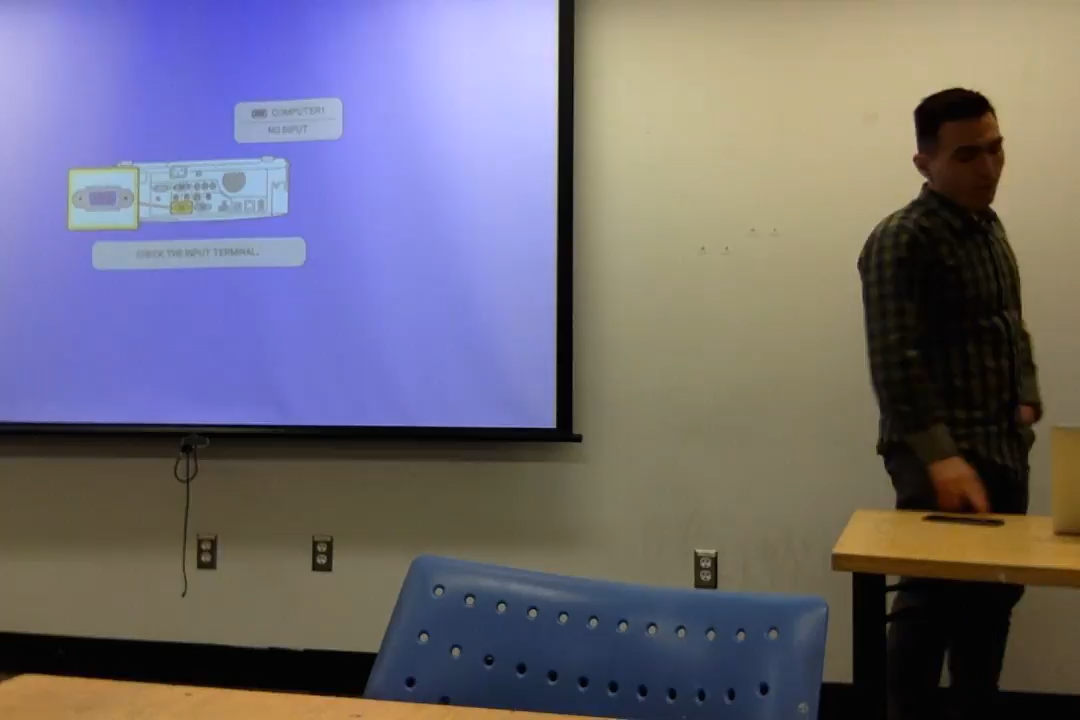 COMPUTER1
NO INPUT
CHECK THE INPUT TERMINAL.